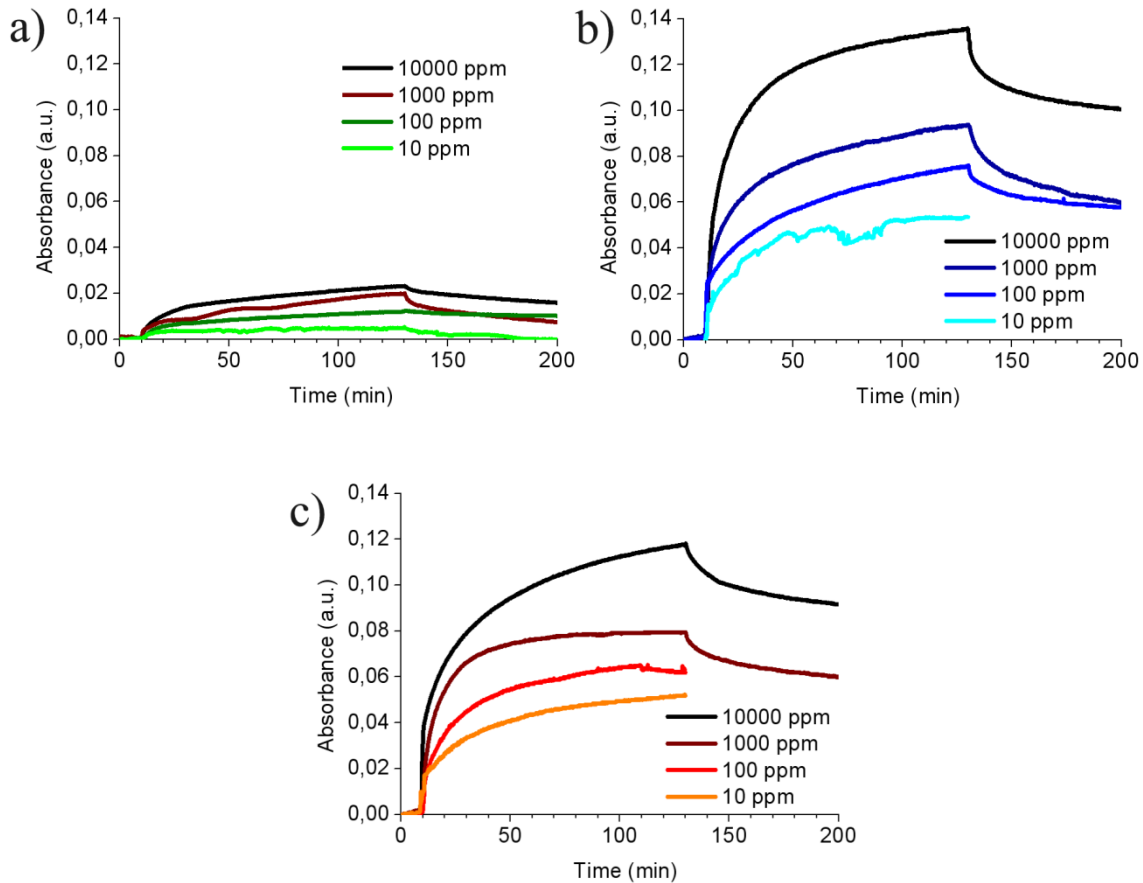 a)
0,14
0,12
0,10
0,08
0,06
0,04
0,02
0,00
Absorbance (a.u.)
10000 ppm
1000 ppm
100 ppm
10 ppm
0 50 100 150 200
Time (min)
b)
0,14
0,12
0,10
0,08
0,06
0,04
0,02
0,00
Absorbance (a.u.)
10000 ppm
1000 ppm
100 ppm
10 ppm
0 50 100 150 200
Time (min)
c)
0,14
0,12
0,10
0,08
0,06
0,04
0,02
0,00
Absorbance (a.u.)
10000 ppm
1000 ppm
100 ppm
10 ppm
0 50 100 150 200
Time (min)